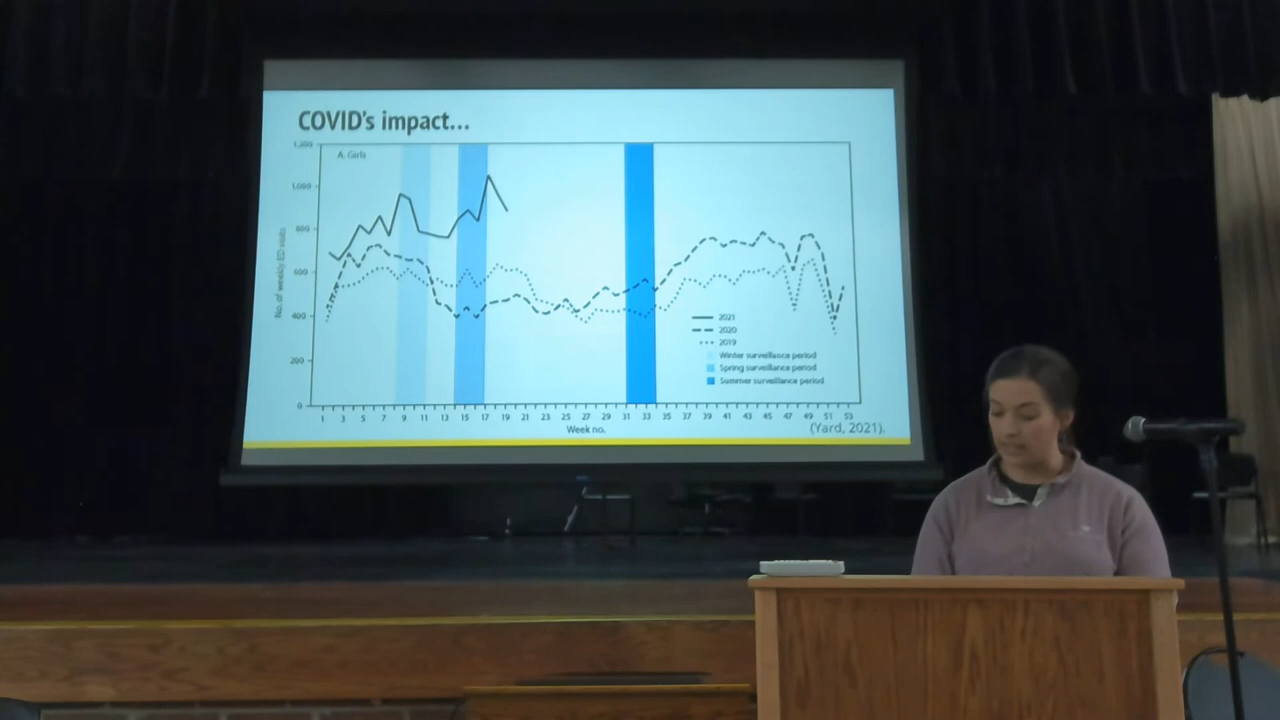 COVID's impact...
1,200
A. Girls
1,000
800
600
400
200
0
No. of weekly ED visits
2021
2020
2019
Winter surveillance period
Spring surveillance period
Summer surveillance period
3 5 7 9 11 13 15 17 19 21 23 25 27 29 31 33 35 37 39 41 43 45 47 49 51 53
Week no.
(Yard, 2021).